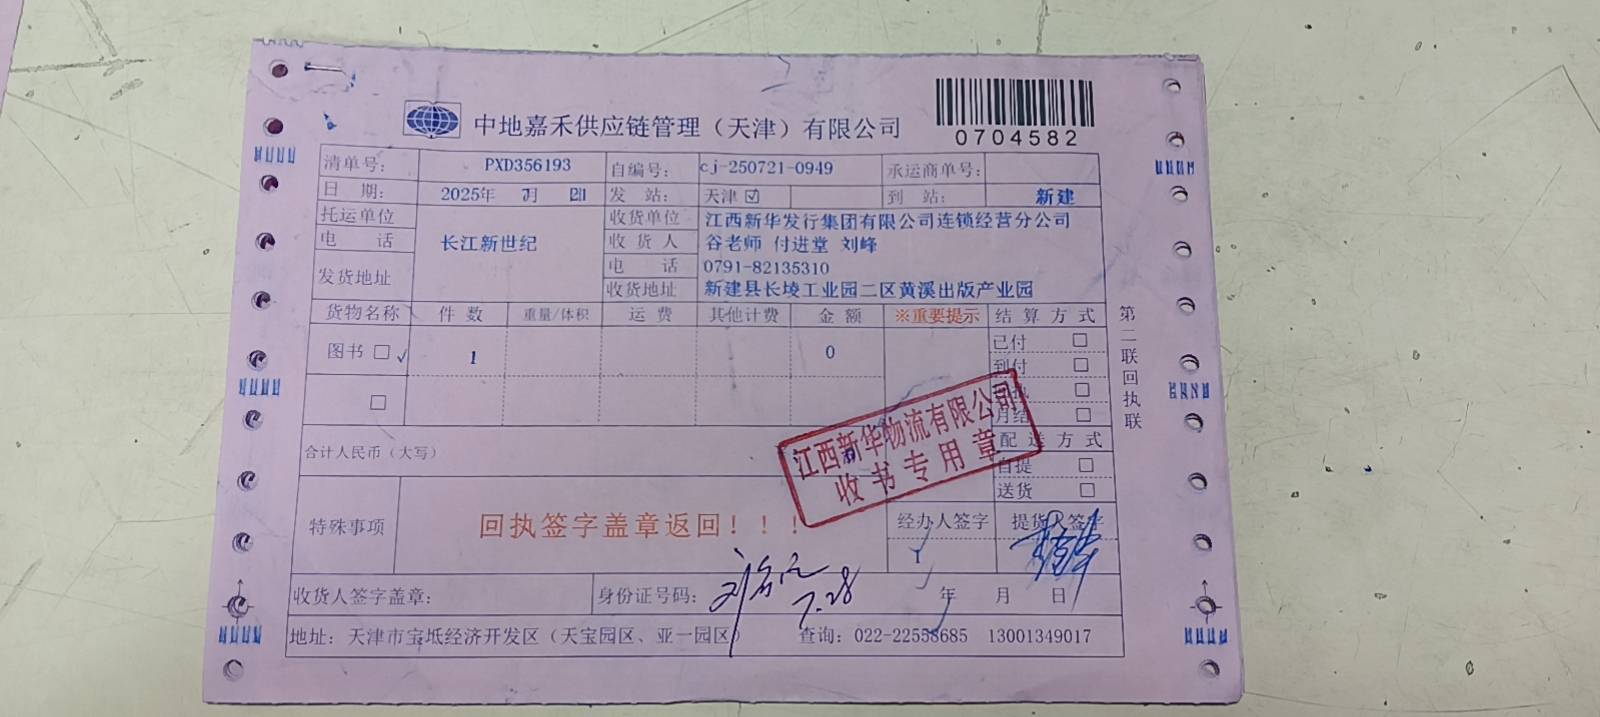 中地嘉禾供应链管理（天津）有限公司
0704582
清单号： PXD356193 自编号： cj-250721-0949 承运商单号：
日 期： 2025年 7月 发 站： 天津 ☑ 到 站： 新建
托运单位 长江新世纪 收货单位 江西新华发行集团有限公司连锁经营分公司
电 话 收 货 人 谷老师 付进堂 刘峰
发货地址 电 话 0791-82135310
收货地址 新建县长堎工业园二区黄溪出版产业园
货物名称 件 数 重量/体积 运 费 其他计费 金 额 ※重要提示 结 算 方 式
图书 □ ✓ 1 0 已付 □
到付 □
□
□ 月结 □
合计人民币（大写） 配 送 方 式
自提 □
送货 □
江西新华物流有限公司
收书专用章
特殊事项 回执签字盖章返回！！！ 经办人签字 提货人签字
收货人签字盖章： 身份证号码： 7.28 年 月 日
地址：天津市宝坻经济开发区（天宝园区、亚一园区） 查询：022-22558685 13001349017
第二联回执联